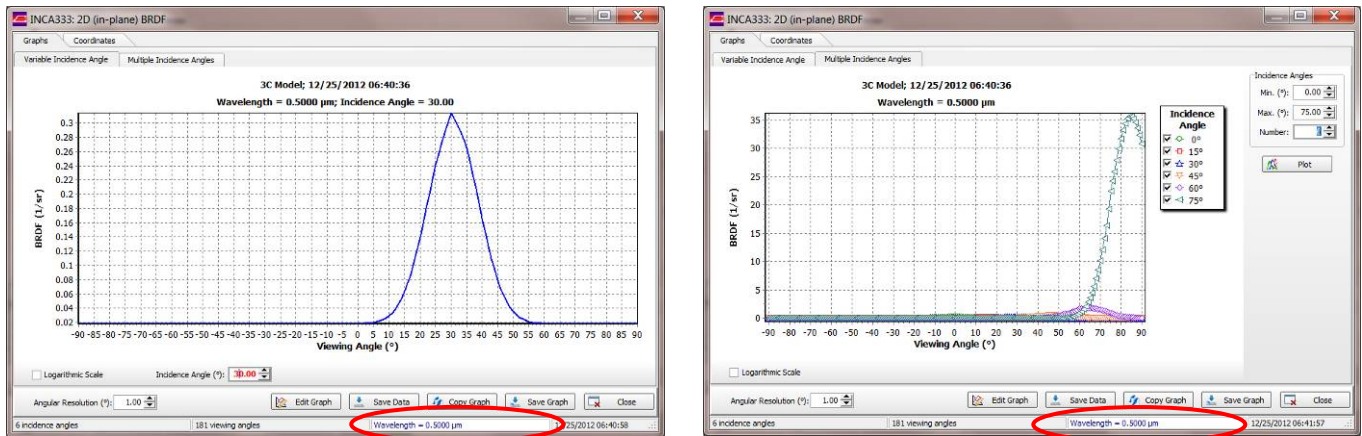 INCA333: 2D (in-plane) BRDF
Graphs Coordinates
Variable Incidence Angle Multiple Incidence Angles
3C Model; 12/25/2012 06:40:36
Wavelength = 0.5000 μm; Incidence Angle = 30.00
BRDF (1/sr)
0.3
0.28
0.26
0.24
0.22
0.2
0.18
0.16
0.14
0.12
0.1
0.08
0.06
0.04
0.02
-90 -85 -80 -75 -70 -65 -60 -55 -50 -45 -40 -35 -30 -25 -20 -15 -10 -5 0 5 10 15 20 25 30 35 40 45 50 55 60 65 70 75 80 85 90
Viewing Angle (°)
Logarithmic Scale Incidence Angle (°): 30.00
Angular Resolution (°): 1.00 Edit Graph Save Data Copy Graph Save Graph Close
6 incidence angles 181 viewing angles Wavelength = 0.5000 μm 12/25/2012 06:40:58
INCA333: 2D (in-plane) BRDF
Graphs Coordinates
Variable Incidence Angle Multiple Incidence Angles
3C Model; 12/25/2012 06:40:36
Wavelength = 0.5000 μm
BRDF (1/sr)
35
30
25
20
15
10
5
0
-90 -80 -70 -60 -50 -40 -30 -20 -10 0 10 20 30 40 50 60 70 80 90
Viewing Angle (°)
Incidence
Angle
0°
15°
30°
45°
60°
75°
Incidence Angles
Min. (°): 0.00
Max. (°): 75.00
Number:
Plot
Logarithmic Scale
Angular Resolution (°): 1.00 Edit Graph Save Data Copy Graph Save Graph Close
6 incidence angles 181 viewing angles Wavelength = 0.5000 μm 12/25/2012 06:41:57